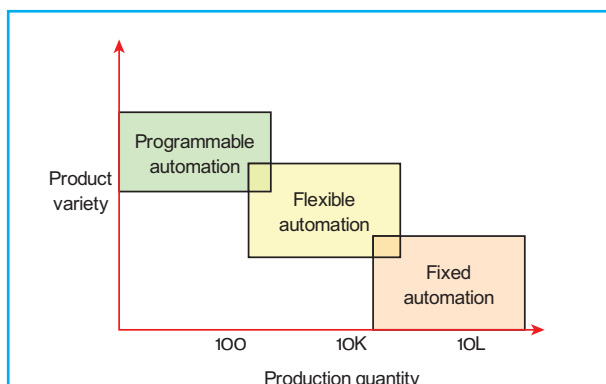 Programmable
automation
Product
variety
Flexible
automation
Fixed
automation
100
10K
10L
Production quantity